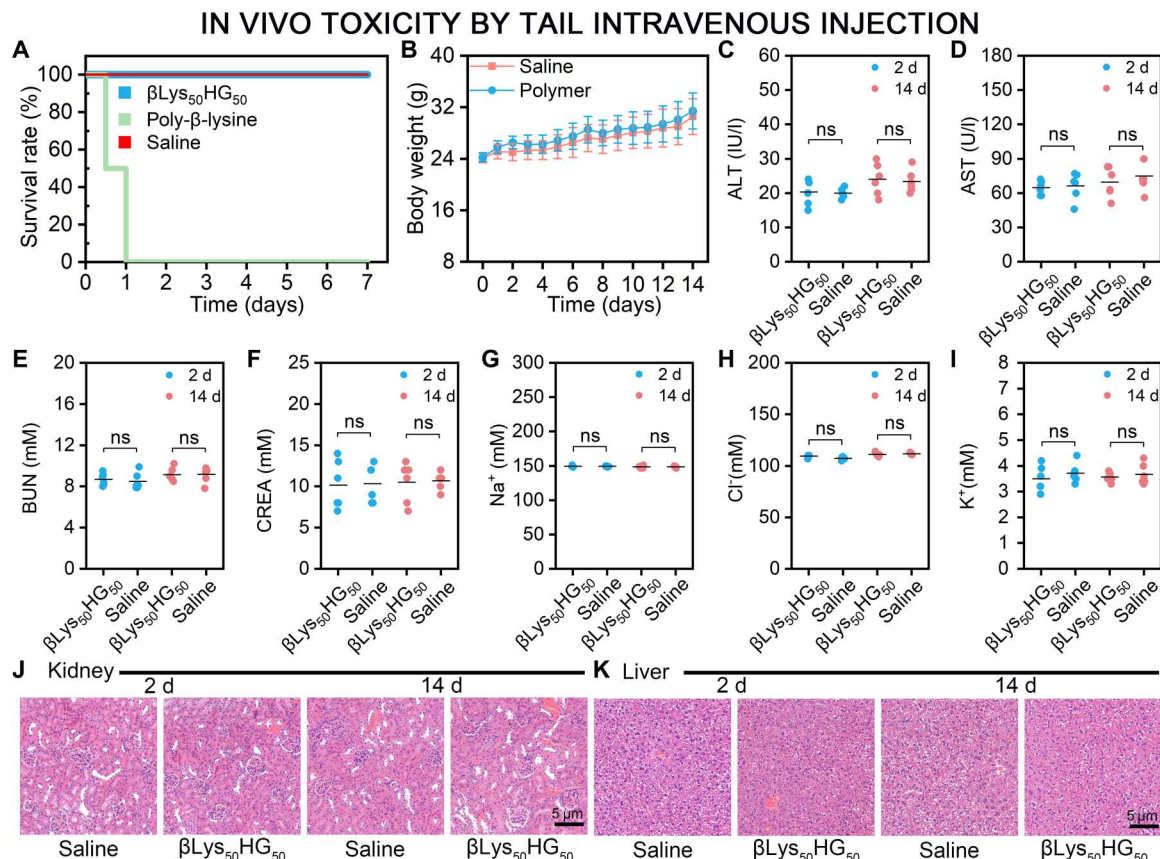 IN VIVO TOXICITY BY TAIL INTRAVENOUS INJECTION
A
Survival rate (%)
100
80
60
40
20
0
βLys₅₀HG₅₀
Poly-β-lysine
Saline
0 1 2 3 4 5 6 7
Time (days)
B
Body weight (g)
40
32
24
16
8
Saline
Polymer
0 2 4 6 8 10 12 14
Time (days)
C
ALT (IU/l)
60
50
40
30
20
10
0
2 d
14 d
ns ns
βLys₅₀HG₅₀ Saline βLys₅₀HG₅₀ Saline
D
AST (U/l)
180
150
120
90
60
30
0
2 d
14 d
ns ns
βLys₅₀HG₅₀ Saline βLys₅₀HG₅₀ Saline
E
BUN (mM)
20
16
12
8
4
0
2 d
14 d
ns ns
βLys₅₀HG₅₀ Saline βLys₅₀HG₅₀ Saline
F
CREA (mM)
25
20
15
10
5
0
2 d
14 d
ns ns
βLys₅₀HG₅₀ Saline βLys₅₀HG₅₀ Saline
G
Na⁺ (mM)
300
250
200
150
100
50
0
2 d
14 d
ns ns
βLys₅₀HG₅₀ Saline βLys₅₀HG₅₀ Saline
H
Cl⁻(mM)
200
150
100
50
0
2 d
14 d
ns ns
βLys₅₀HG₅₀ Saline βLys₅₀HG₅₀ Saline
I
K⁺(mM)
8
7
6
5
4
3
2
1
0
2 d
14 d
ns ns
βLys₅₀HG₅₀ Saline βLys₅₀HG₅₀ Saline
J Kidney
2 d 14 d
5 µm
Saline βLys₅₀HG₅₀ Saline βLys₅₀HG₅₀
K Liver
2 d 14 d
5 µm
Saline βLys₅₀HG₅₀ Saline βLys₅₀HG₅₀